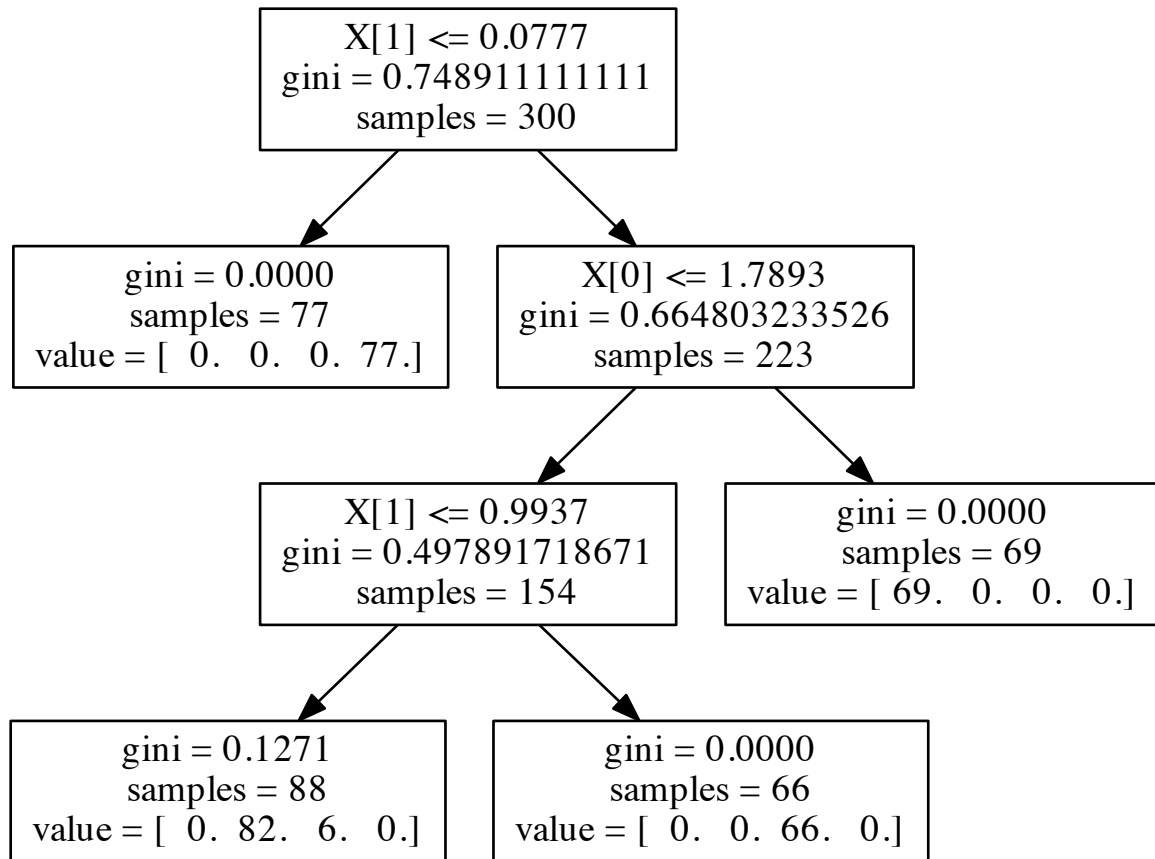 X[1] <= 0.0777
gini = 0.748911111111
samples = 300
gini = 0.0000
samples = 77
value = [  0.   0.   0.  77.]
X[0] <= 1.7893
gini = 0.664803233526
samples = 223
X[1] <= 0.9937
gini = 0.497891718671
samples = 154
gini = 0.0000
samples = 69
value = [ 69.   0.   0.   0.]
gini = 0.1271
samples = 88
value = [  0.  82.   6.   0.]
gini = 0.0000
samples = 66
value = [  0.   0.  66.   0.]